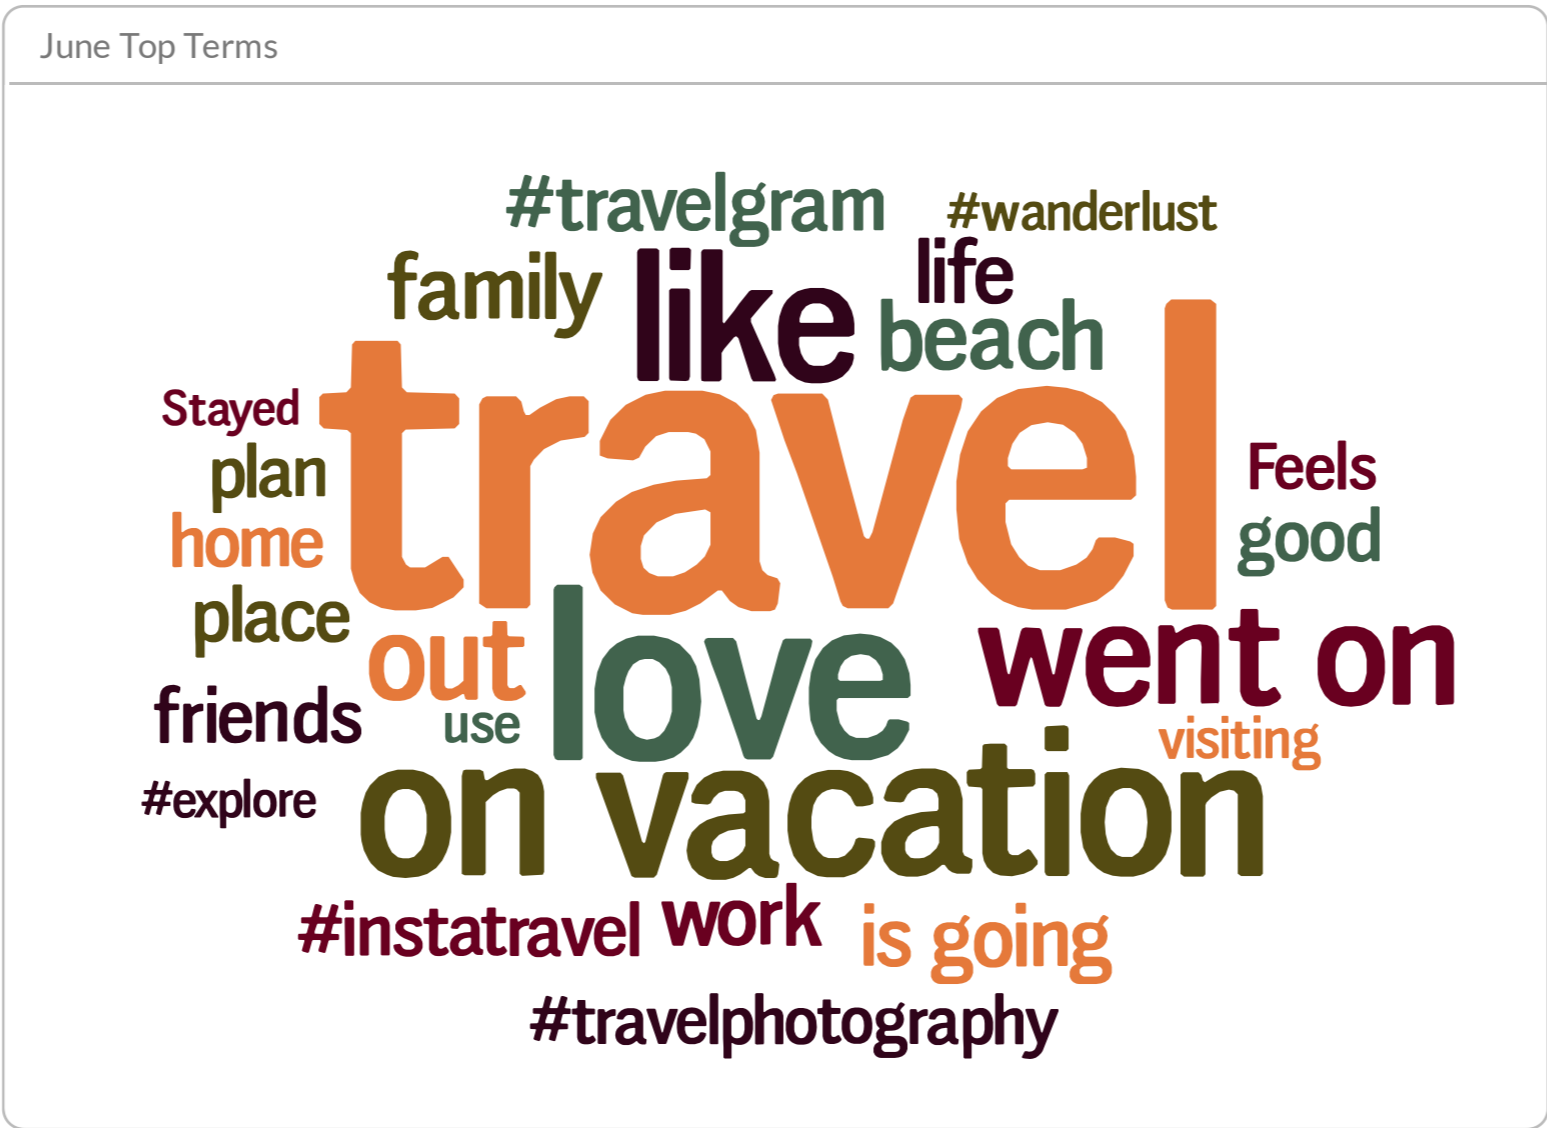 June Top Terms
#travelgram
#wanderlust
family
like
life
beach
travel
Stayed
plan
home
place
Feels
good
out
love
went on
friends
use
visiting
on vacation
#explore
#instatravel
work
is going
#travelphotography